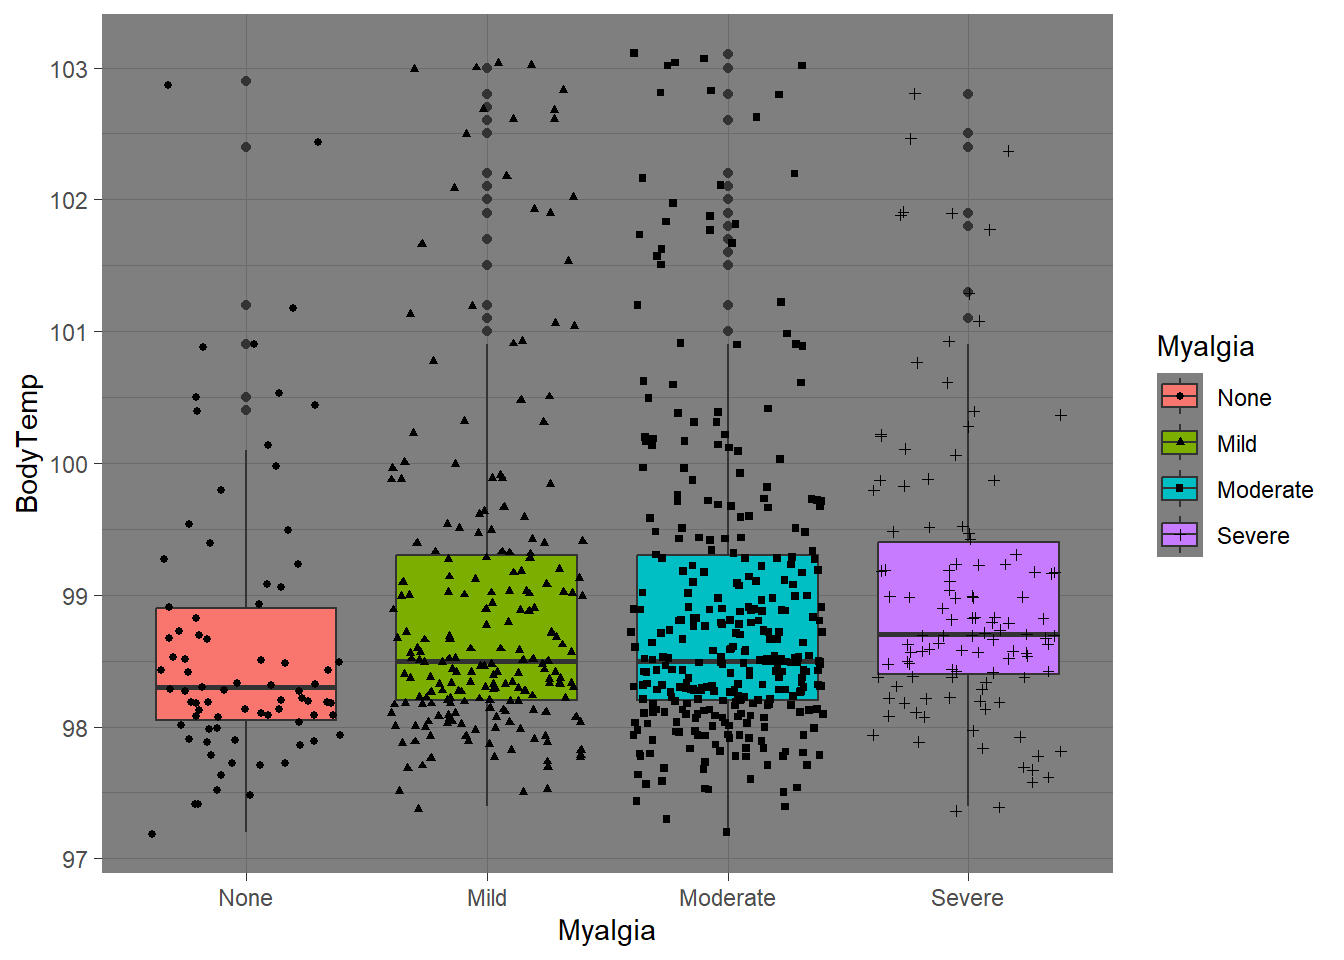 103
102
101
100
99
98
97
BodyTemp
None
Mild
Moderate
Severe
Myalgia
Myalgia
None
Mild
Moderate
Severe